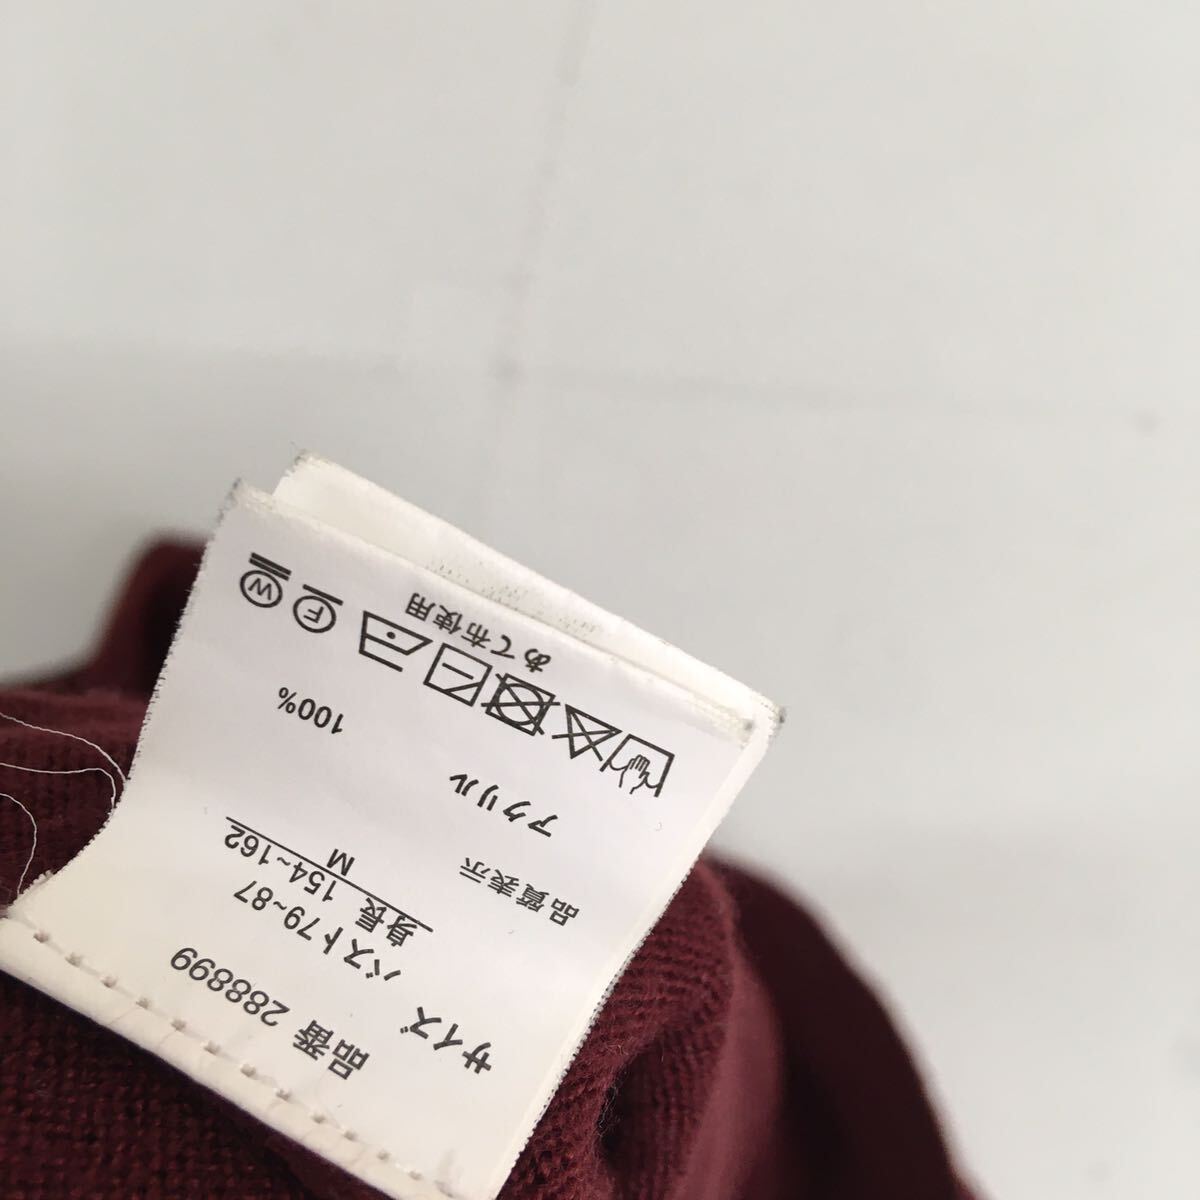 品番 288899
サイズ
バスト79~87
身長 154~162
M
品質表示
アクリル 100%
あて布使用
F W